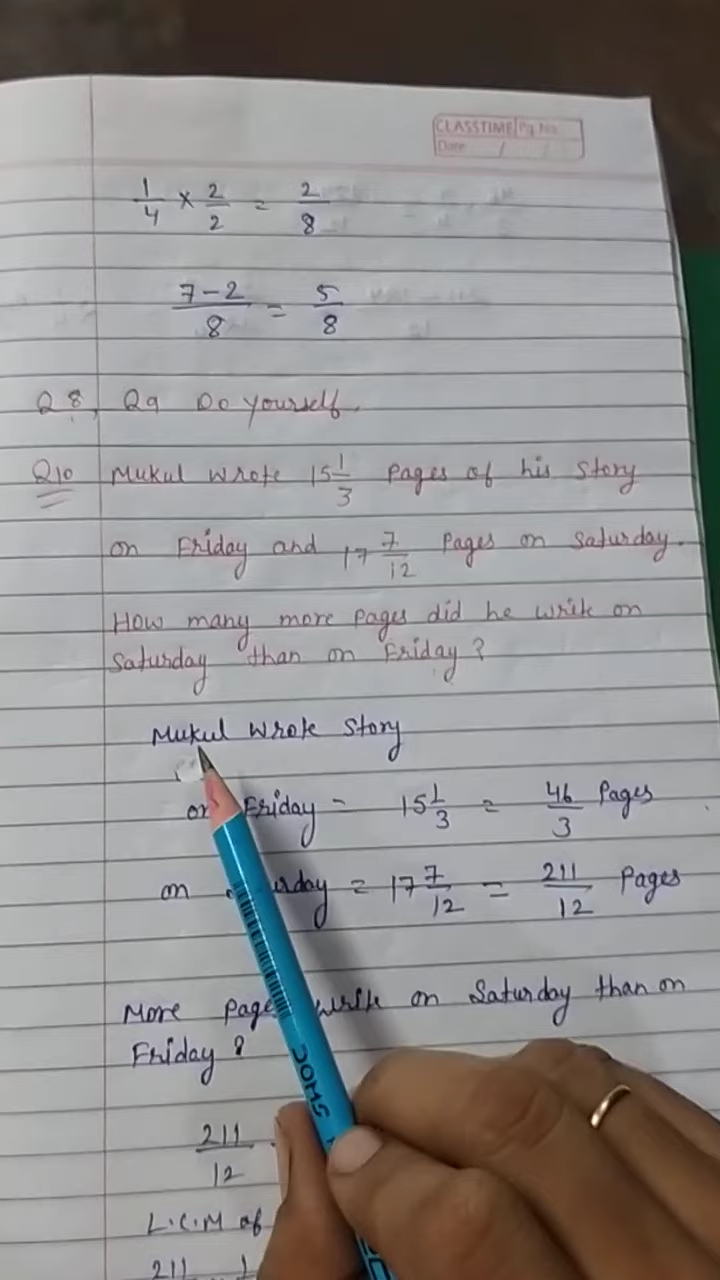 CLASSTIME Pg. No.
Date / /
1/4 × 2/2 = 2/8
7-2/8 = 5/8
Q8, Q9 Do yourself.
Q10 Mukul wrote 15 1/3 Pages of his story
on Friday and 17 7/12 Pages on Saturday.
How many more pages did he write on
Saturday than on Friday?
Mukul wrote story
on Friday = 15 1/3 = 46/3 Pages
on = 17 7/12 = 211/12 Pages
More write on Saturday than on
Friday ?
211/12
L.C.M of
211
DOMS